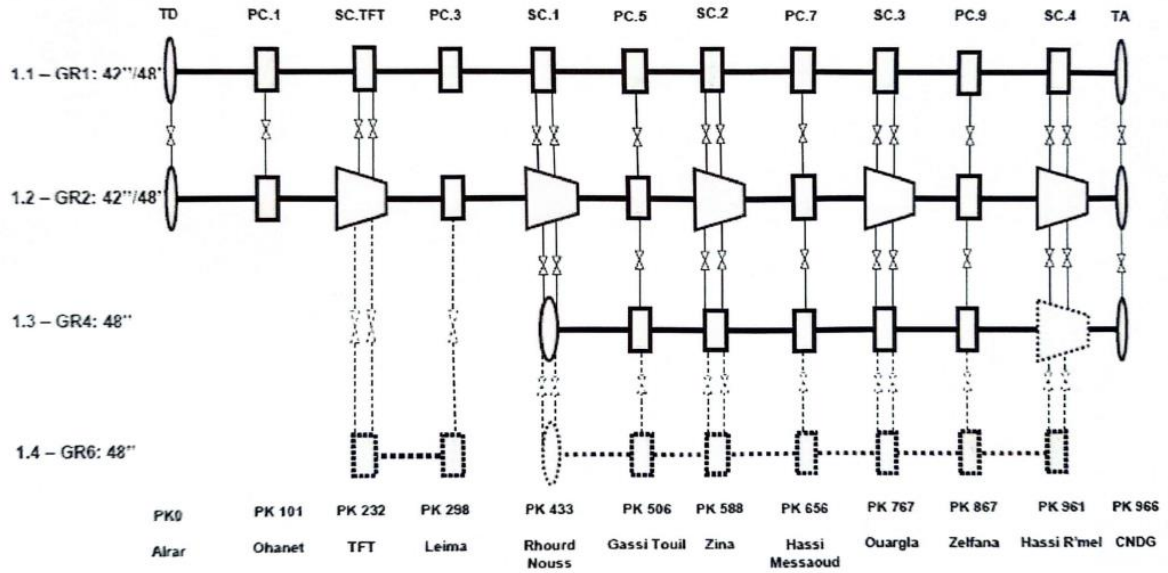 TD PC.1 SC.TFT PC.3 SC.1 PC.5 SC.2 PC.7 SC.3 PC.9 SC.4 TA
1.1 – GR1: 42''/48''
1.2 – GR2: 42''/48''
1.3 – GR4: 48''
1.4 – GR6: 48''
PK0 PK 101 PK 232 PK 298 PK 433 PK 506 PK 588 PK 656 PK 767 PK 867 PK 961 PK 966
Alrar Ohanet TFT Leima Rhourd Gassi Touil Zina Hassi Ouargla Zelfana Hassi R'mel CNDG
Nouss Messaoud